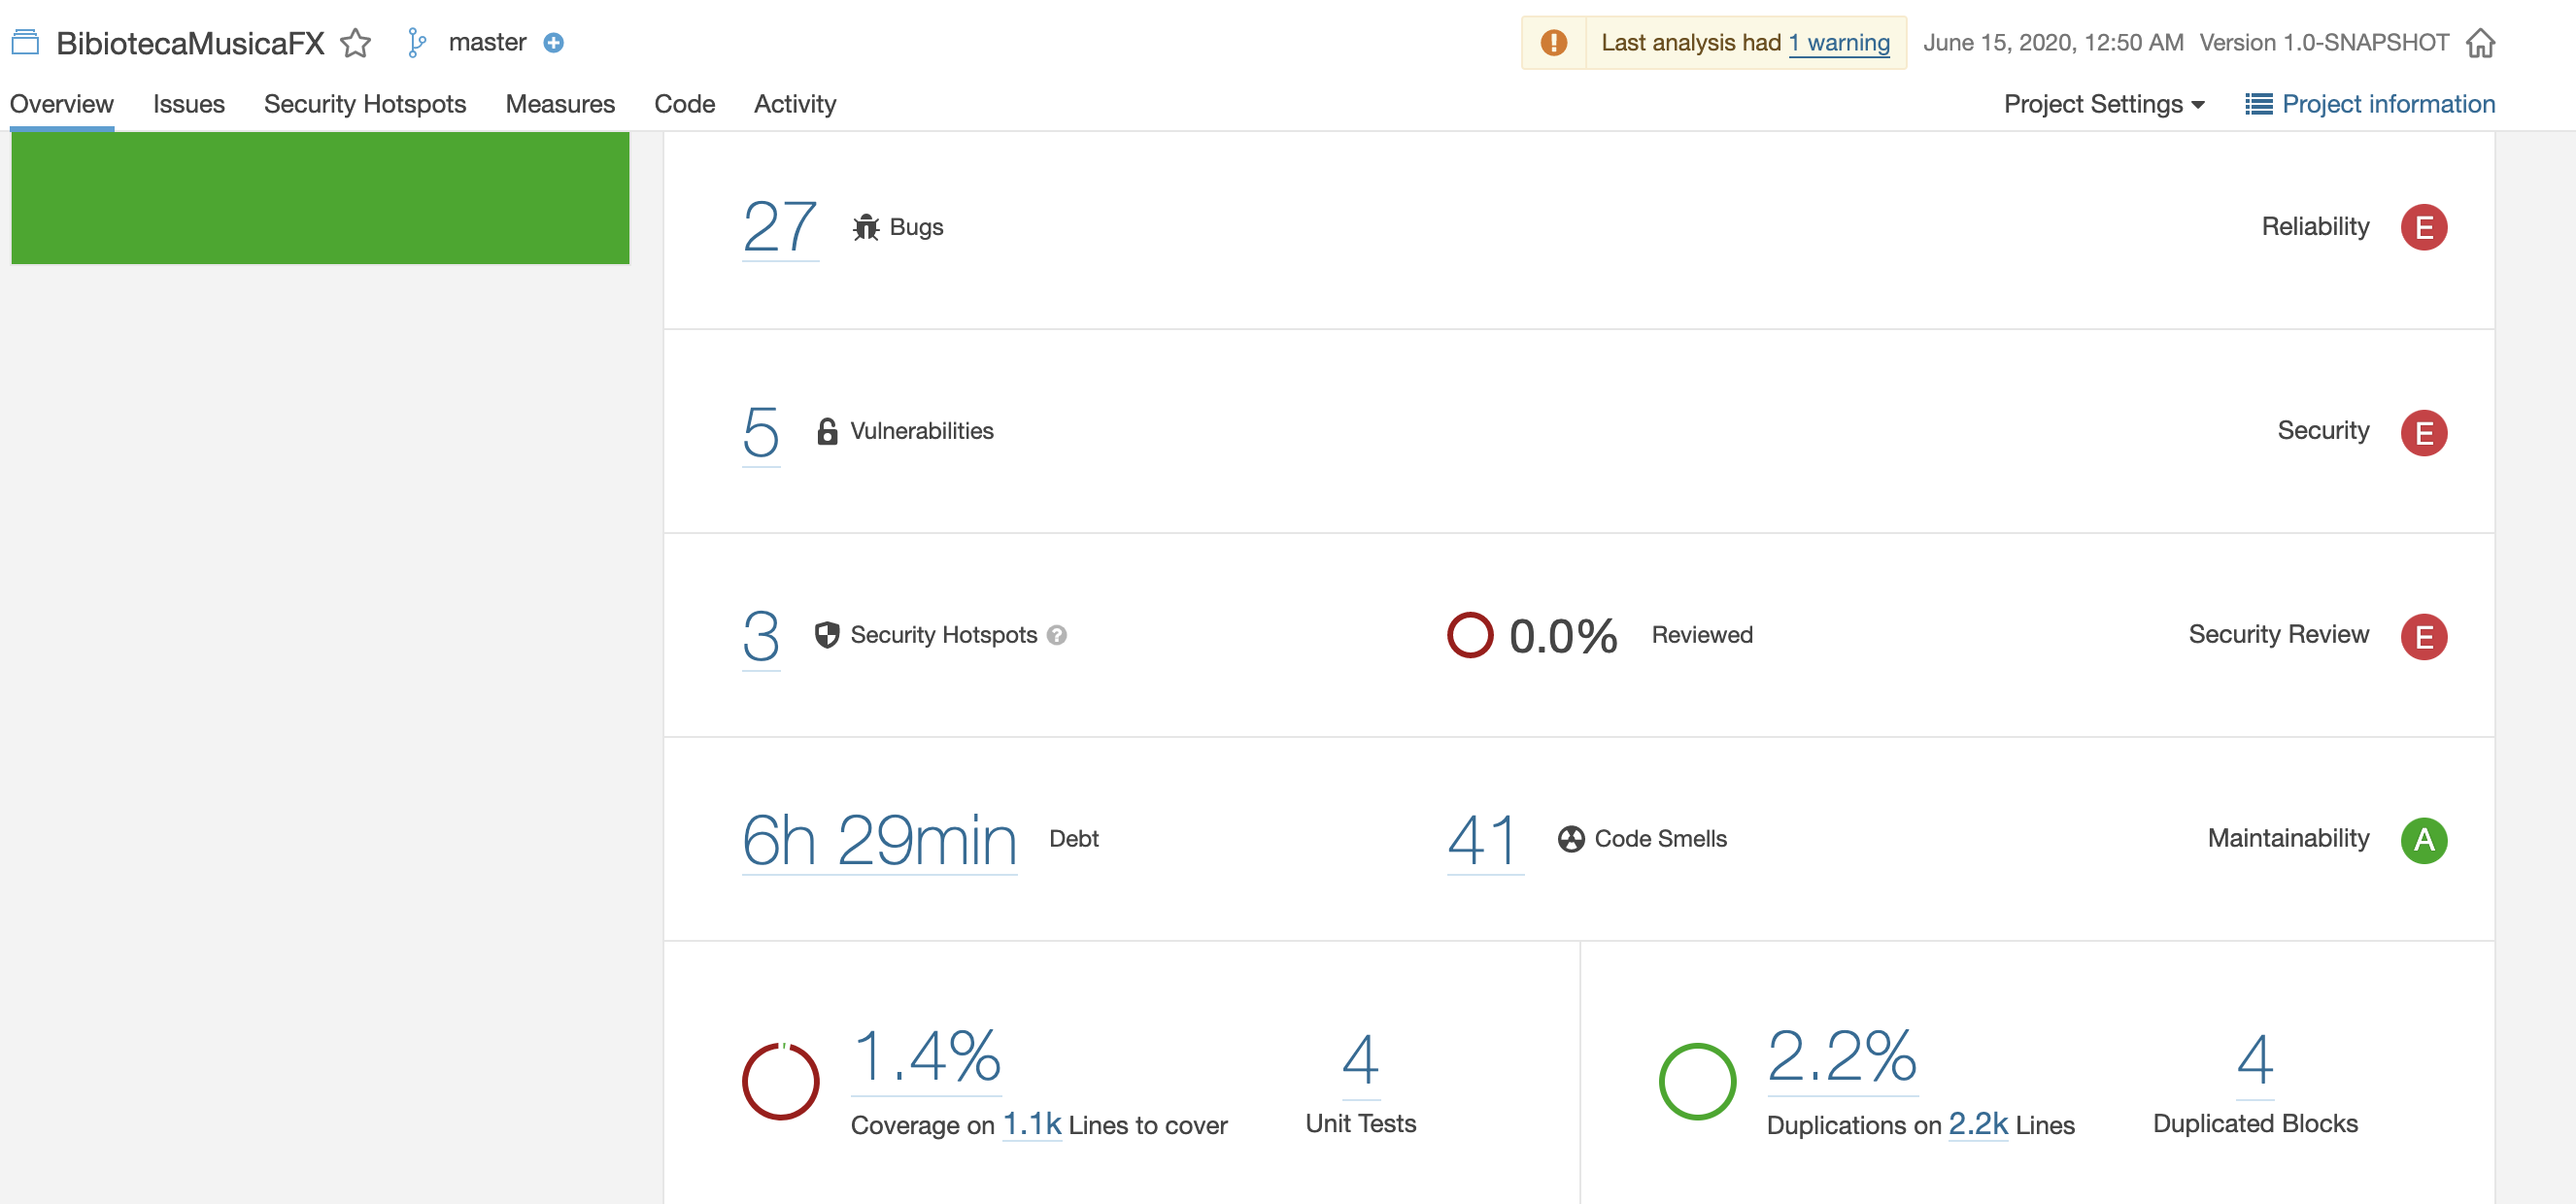 BibiotecaMusicaFX master
Last analysis had 1 warning June 15, 2020, 12:50 AM Version 1.0-SNAPSHOT
Overview Issues Security Hotspots Measures Code Activity
Project Settings Project information
27 Bugs Reliability E
5 Vulnerabilities Security E
3 Security Hotspots ? 0.0% Reviewed Security Review E
6h 29min Debt 41 Code Smells Maintainability A
1.4% 4
Coverage on 1.1k Lines to cover Unit Tests
2.2% 4
Duplications on 2.2k Lines Duplicated Blocks